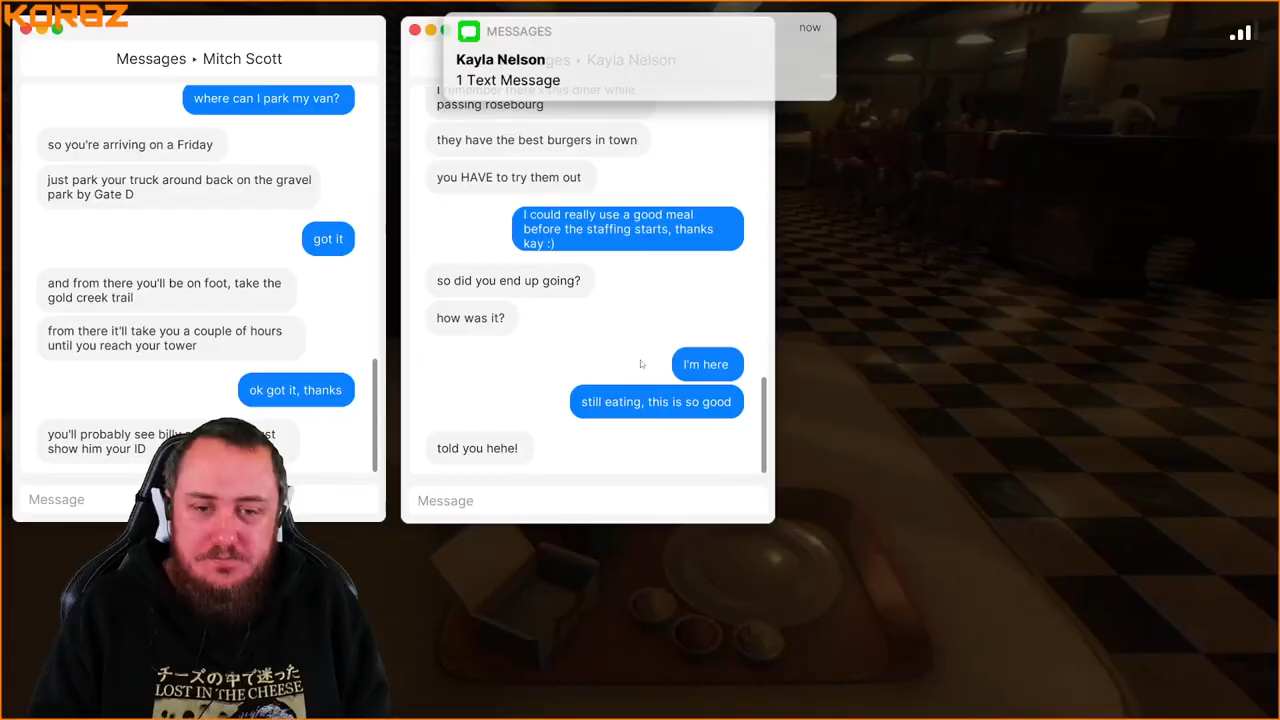 KORBZ
Messages ▸ Mitch Scott
where can I park my van?
so you're arriving on a Friday
just park your truck around back on the gravel
park by Gate D
got it
and from there you'll be on foot, take the
gold creek trail
from there it'll take you a couple of hours
until you reach your tower
ok got it, thanks
you'll probably see billy
show him your ID
Message
MESSAGES
now
Kayla Nelson
1 Text Message
▸ Kayla Nelson
I remember there's this diner while
passing rosebourg
they have the best burgers in town
you HAVE to try them out
I could really use a good meal
before the staffing starts, thanks
kay :)
so did you end up going?
how was it?
I'm here
still eating, this is so good
told you hehe!
Message
チーズの中で迷った
LOST IN THE CHEESE